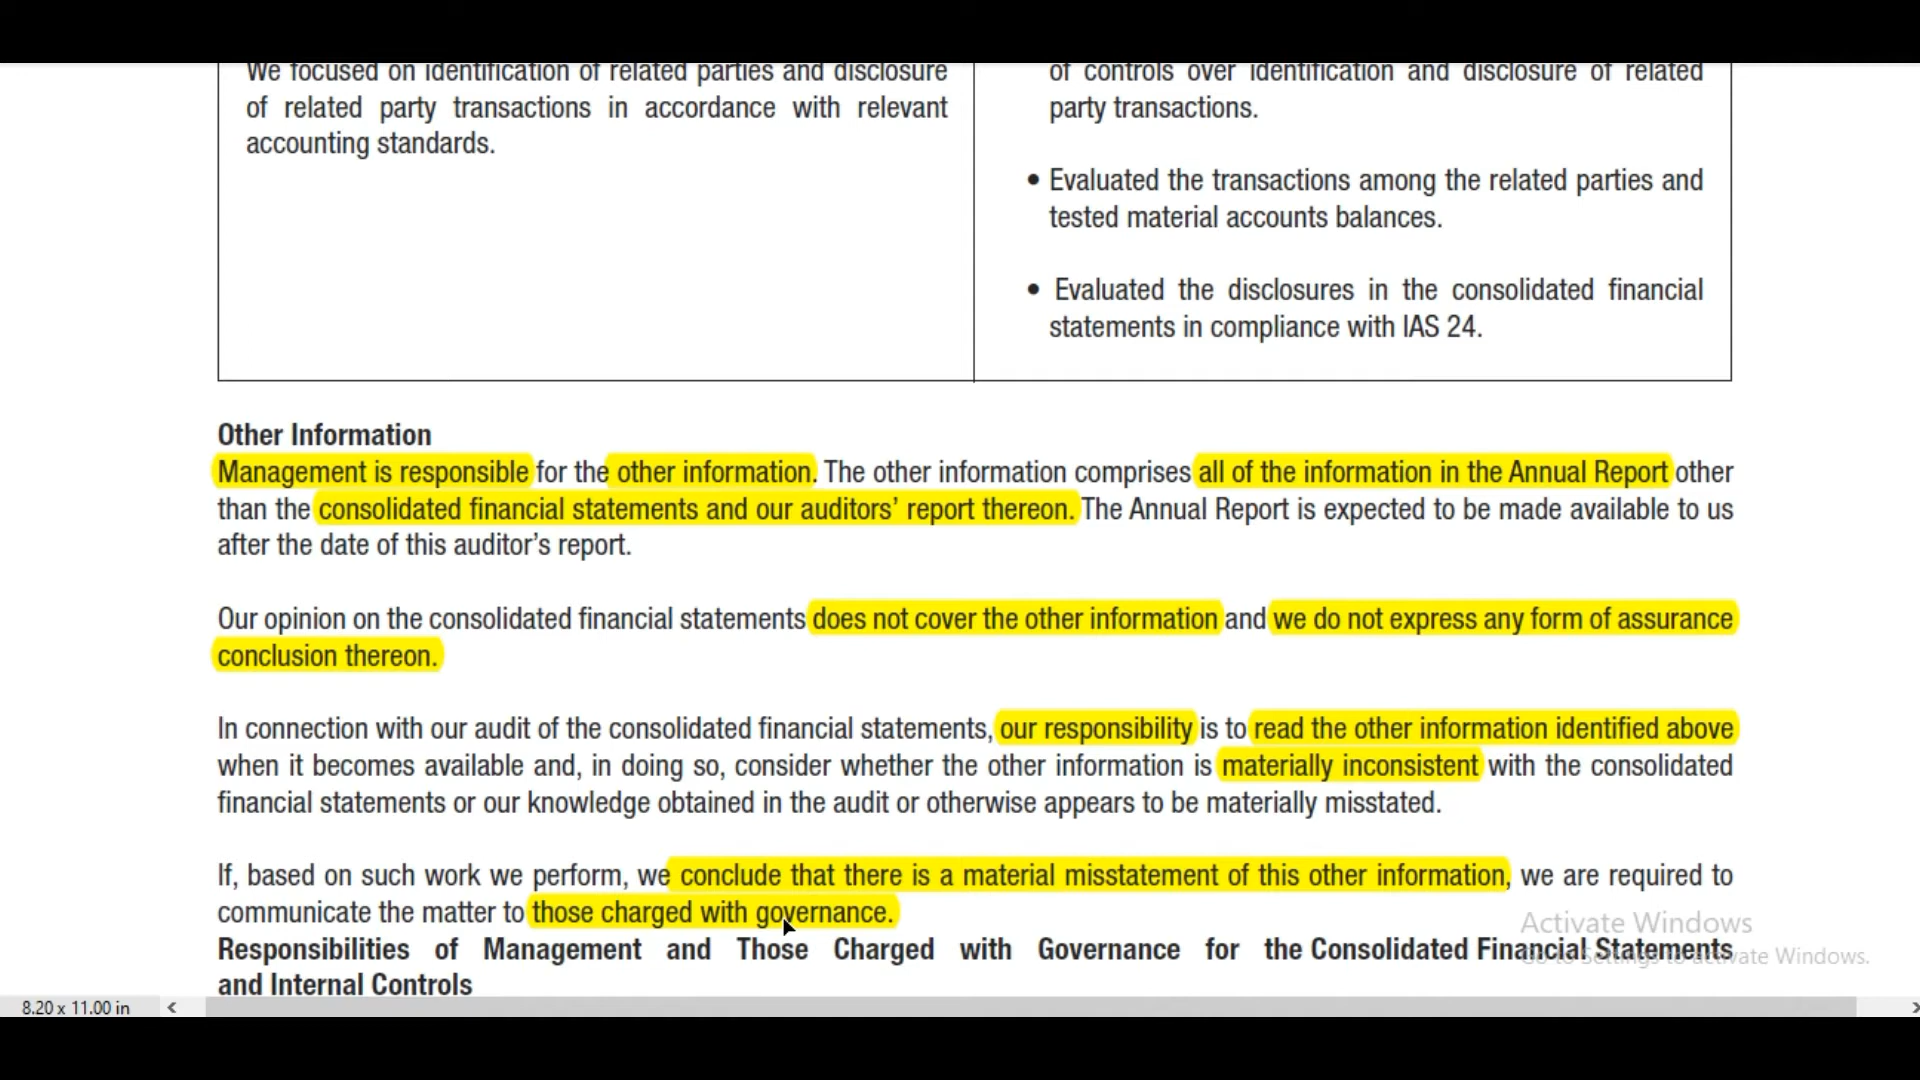 We focused on identification of related parties and disclosure
of related party transactions in accordance with relevant
accounting standards.
of controls over identification and disclosure of related
party transactions.
• Evaluated the transactions among the related parties and
tested material accounts balances.
• Evaluated the disclosures in the consolidated financial
statements in compliance with IAS 24.
Other Information
Management is responsible for the other information. The other information comprises all of the information in the Annual Report other
than the consolidated financial statements and our auditors’ report thereon. The Annual Report is expected to be made available to us
after the date of this auditor’s report.
Our opinion on the consolidated financial statements does not cover the other information and we do not express any form of assurance
conclusion thereon.
In connection with our audit of the consolidated financial statements, our responsibility is to read the other information identified above
when it becomes available and, in doing so, consider whether the other information is materially inconsistent with the consolidated
financial statements or our knowledge obtained in the audit or otherwise appears to be materially misstated.
If, based on such work we perform, we conclude that there is a material misstatement of this other information, we are required to
communicate the matter to those charged with governance.
Responsibilities of Management and Those Charged with Governance for the Consolidated Financial Statements
and Internal Controls
Activate Windows
Go to Settings to activate Windows.
8.20 x 11.00 in